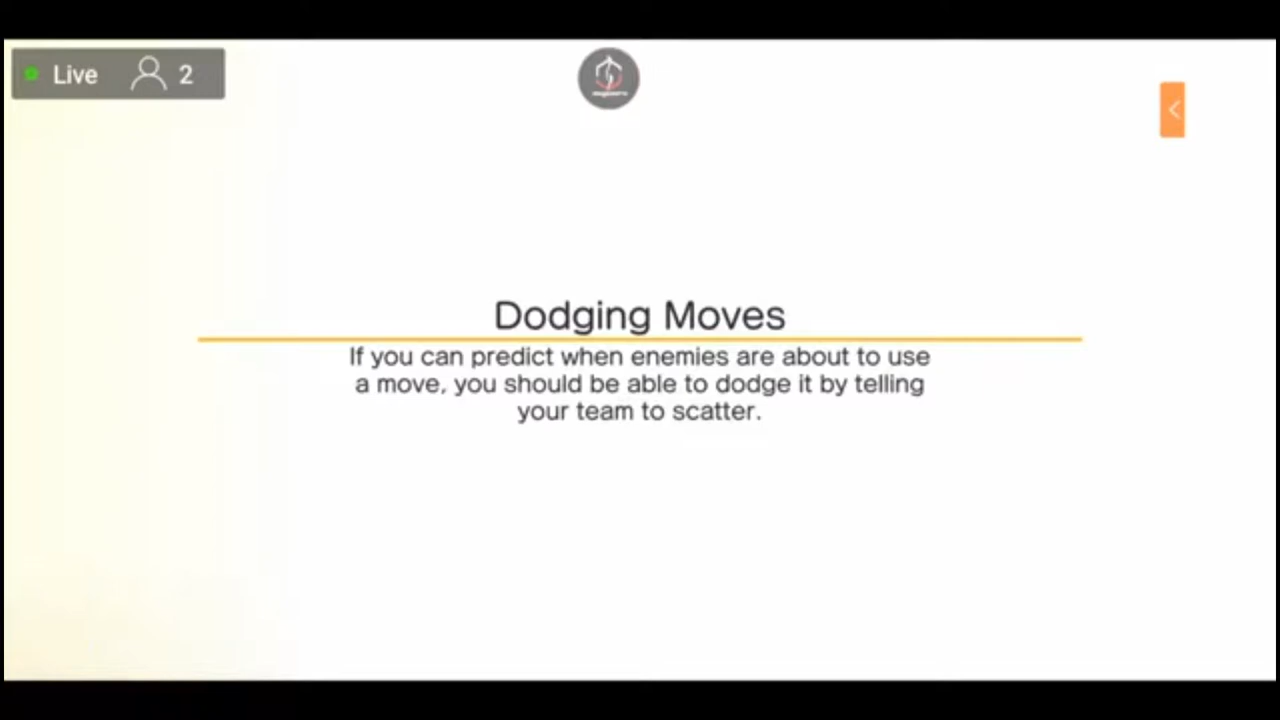 Live 2
Dodging Moves
If you can predict when enemies are about to use
a move, you should be able to dodge it by telling
your team to scatter.